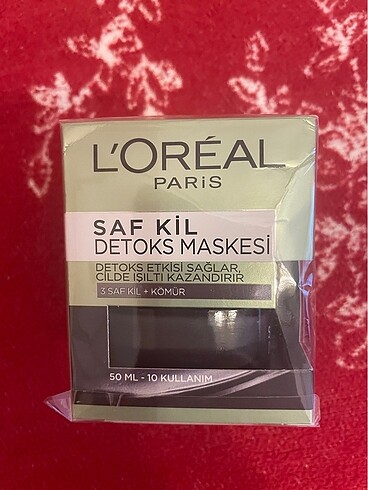 L'ORÉAL
PARiS
SAF KİL
DETOKS MASKESİ
DETOKS ETKİSİ SAĞLAR,
CİLDE IŞILTI KAZANDIRIR
3 SAF KİL + KÖMÜR
50 ML - 10 KULLANIM